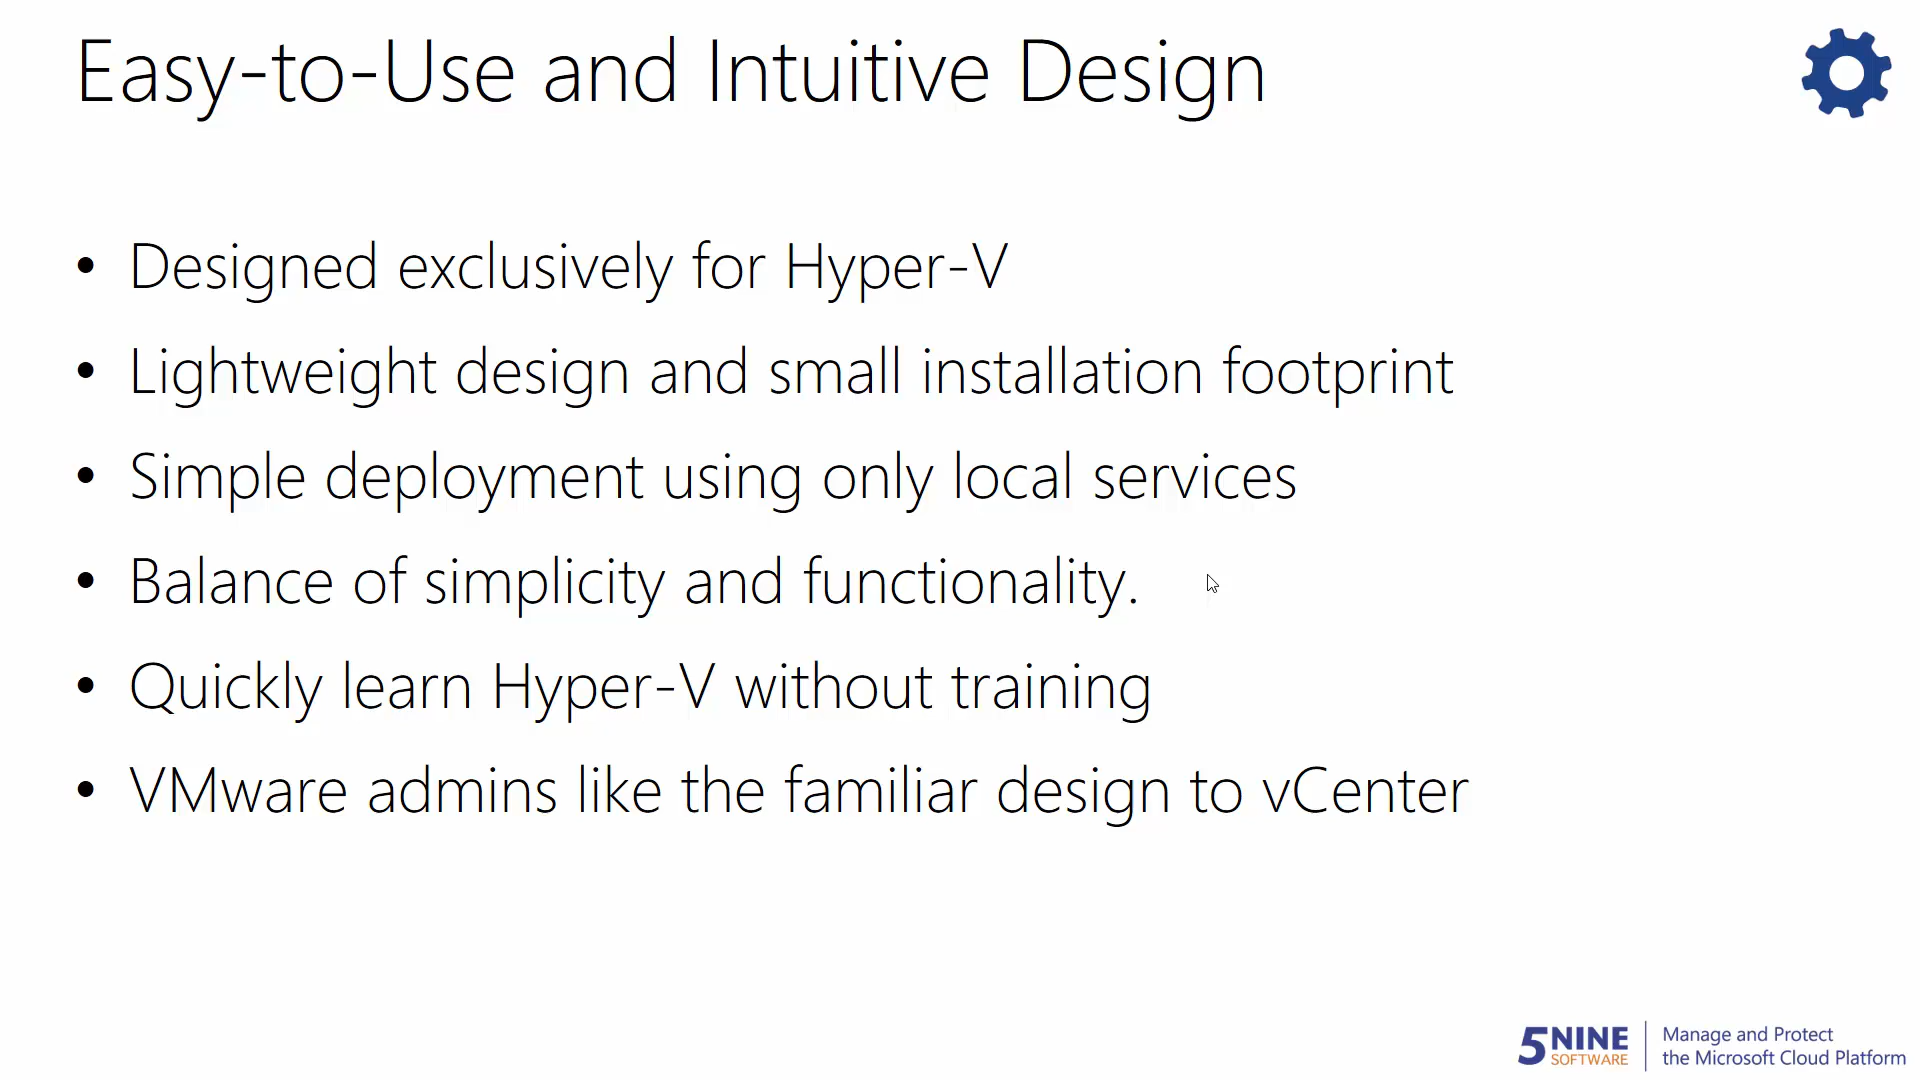 Easy-to-Use and Intuitive Design
• Designed exclusively for Hyper-V
• Lightweight design and small installation footprint
• Simple deployment using only local services
• Balance of simplicity and functionality.
• Quickly learn Hyper-V without training
• VMware admins like the familiar design to vCenter
5NINE
SOFTWARE
Manage and Protect
the Microsoft Cloud Platform